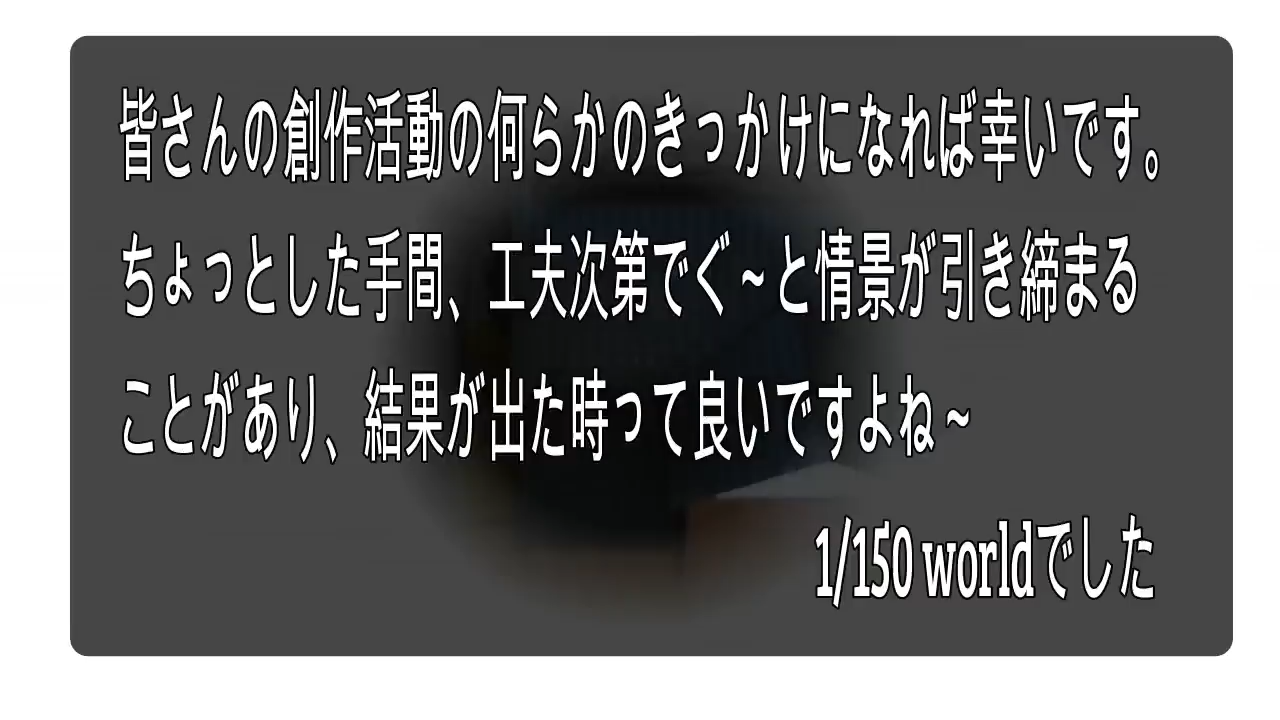 皆さんの創作活動の何らかのきっかけになれば幸いです。
ちょっとした手間、工夫次第でぐ~と情景が引き締まる
ことがあり、結果が出た時って良いですよね~
1/150 worldでした